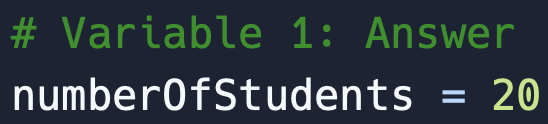 # Variable 1: Answer
numberOfStudents = 20